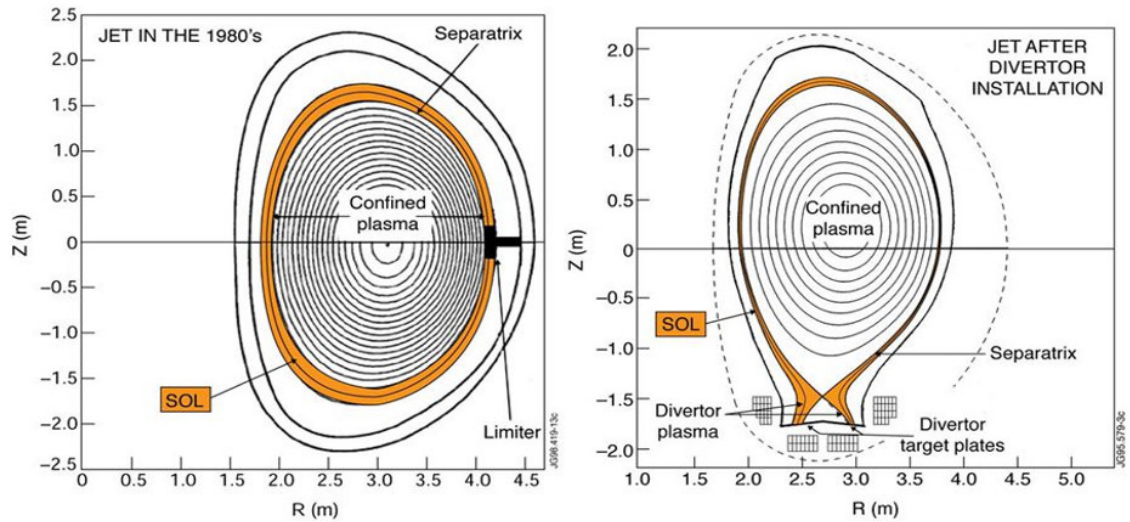 JET IN THE 1980's
Separatrix
Confined
plasma
SOL
Limiter
2.5
2.0
1.5
1.0
0.5
0
–0.5
–1.0
–1.5
–2.0
–2.5
Z (m)
0
0.5
1.0
1.5
2.0
2.5
3.0
3.5
4.0
4.5
R (m)
JG98.419-13c
JET AFTER
DIVERTOR
INSTALLATION
Confined
plasma
SOL
Separatrix
Divertor
plasma
Divertor
target plates
2.0
1.5
1.0
0.5
0
–0.5
–1.0
–1.5
–2.0
Z (m)
1.0
1.5
2.0
2.5
3.0
3.5
4.0
4.5
5.0
R (m)
JG95.579-3c